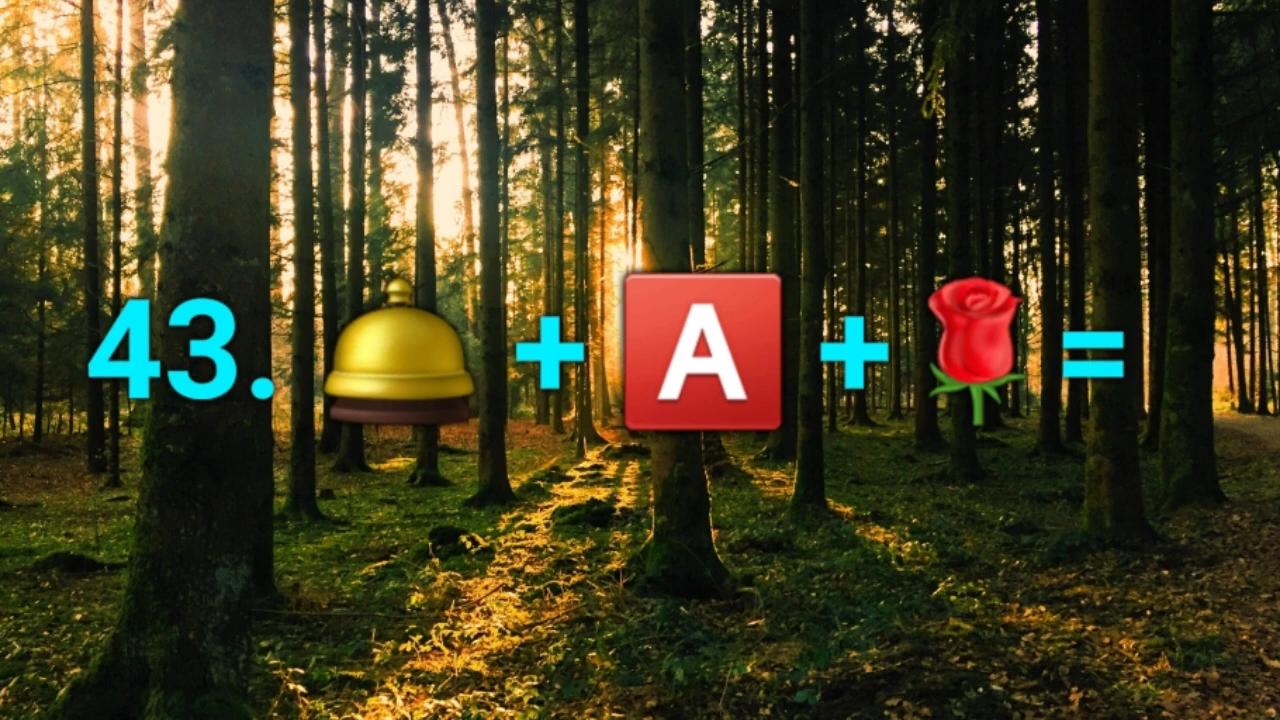 43. + A + =